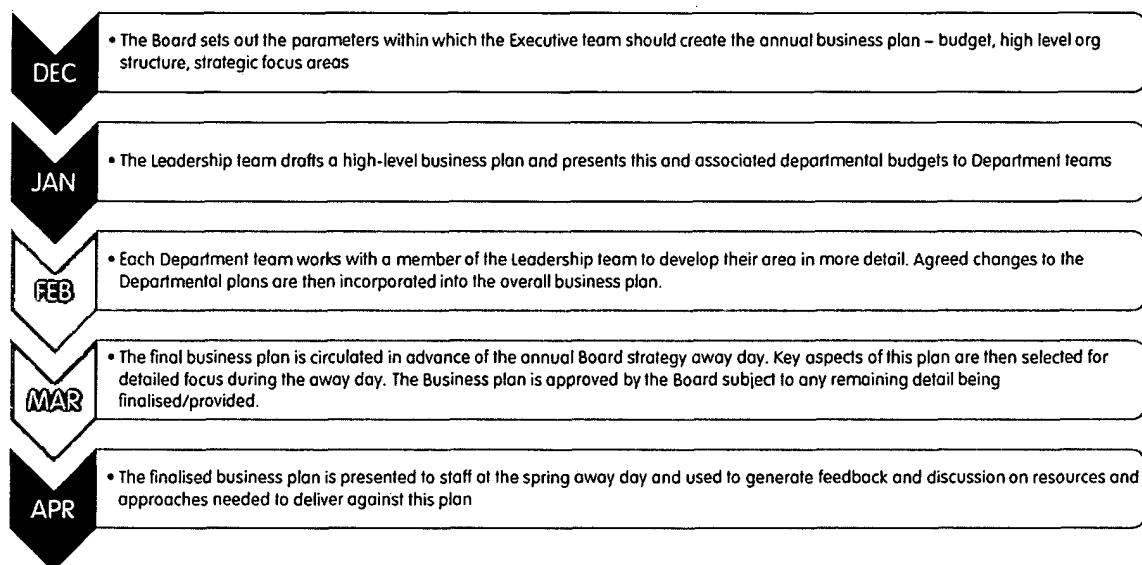 DEC
• The Board sets out the parameters within which the Executive team should create the annual business plan – budget, high level org
structure, strategic focus areas
JAN
• The Leadership team drafts a high-level business plan and presents this and associated departmental budgets to Department teams
FEB
• Each Department team works with a member of the Leadership team to develop their area in more detail. Agreed changes to the
Departmental plans are then incorporated into the overall business plan.
MAR
• The final business plan is circulated in advance of the annual Board strategy away day. Key aspects of this plan are then selected for
detailed focus during the away day. The Business plan is approved by the Board subject to any remaining detail being
finalised/provided.
APR
• The finalised business plan is presented to staff at the spring away day and used to generate feedback and discussion on resources and
approaches needed to deliver against this plan